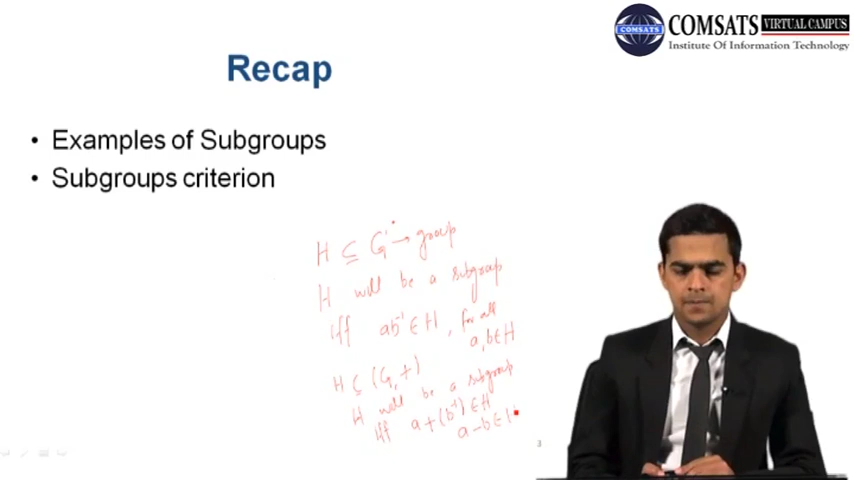 COMSATS VIRTUAL CAMPUS
COMSATS
Institute Of Information Technology
Recap
• Examples of Subgroups
• Subgroups criterion
H ⊆ G → group
H will be a subgroup
iff ab⁻¹ ∈ H, for all
a, b ∈ H
H ⊆ (G, +)
H will be a subgroup
iff a + (b⁻¹) ∈ H
a - b ∈ H
3